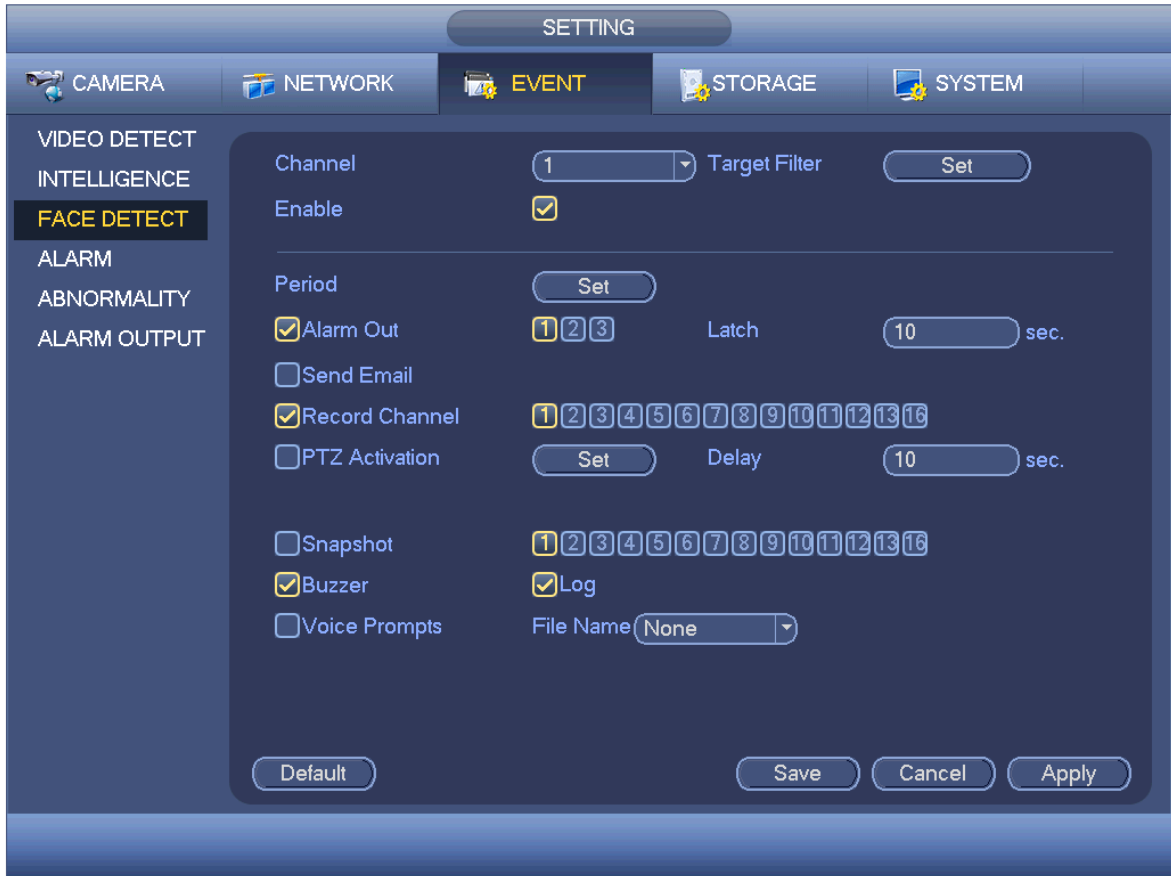 SETTING
CAMERA NETWORK EVENT STORAGE SYSTEM
VIDEO DETECT
INTELLIGENCE
FACE DETECT
ALARM
ABNORMALITY
ALARM OUTPUT
Channel 1 Target Filter Set
Enable
Period Set
Alarm Out 1 2 3 Latch 10 sec.
Send Email
Record Channel 1 2 3 4 5 6 7 8 9 10 11 12 13 16
PTZ Activation Set Delay 10 sec.
Snapshot 1 2 3 4 5 6 7 8 9 10 11 12 13 16
Buzzer Log
Voice Prompts File Name None
Default Save Cancel Apply